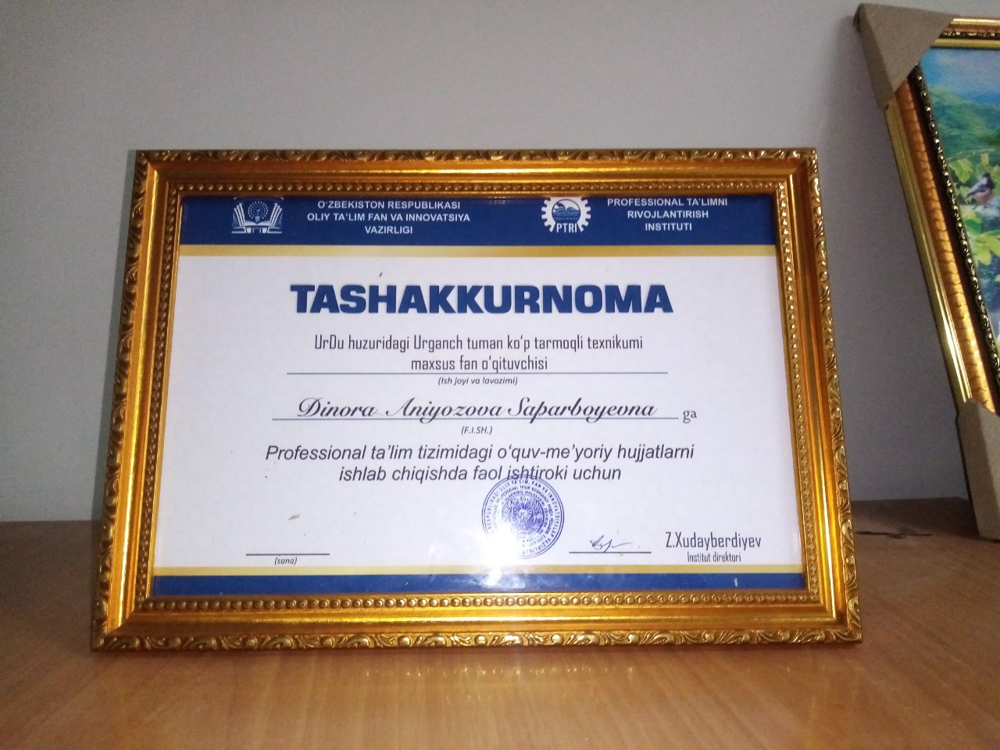 O'ZBEKISTON RESPUBLIKASI
OLIY TA'LIM FAN VA INNOVATSIYA
VAZIRLIGI
PTRI
PROFESSIONAL TA'LIMNI
RIVOJLANTIRISH
INSTITUTI
TASHAKKURNOMA
UrDu huzuridagi Urganch tuman ko'p tarmoqli texnikumi
maxsus fan o'qituvchisi
(Ish joyi va lavozimi)
Dinora Aniyozova Saparboyevna ga
(F.I.SH.)
Professional ta'lim tizimidagi o'quv-me'yoriy hujjatlarni
ishlab chiqishda faol ishtiroki uchun
(sana)
Z.Xudayberdiyev
Institut direktori